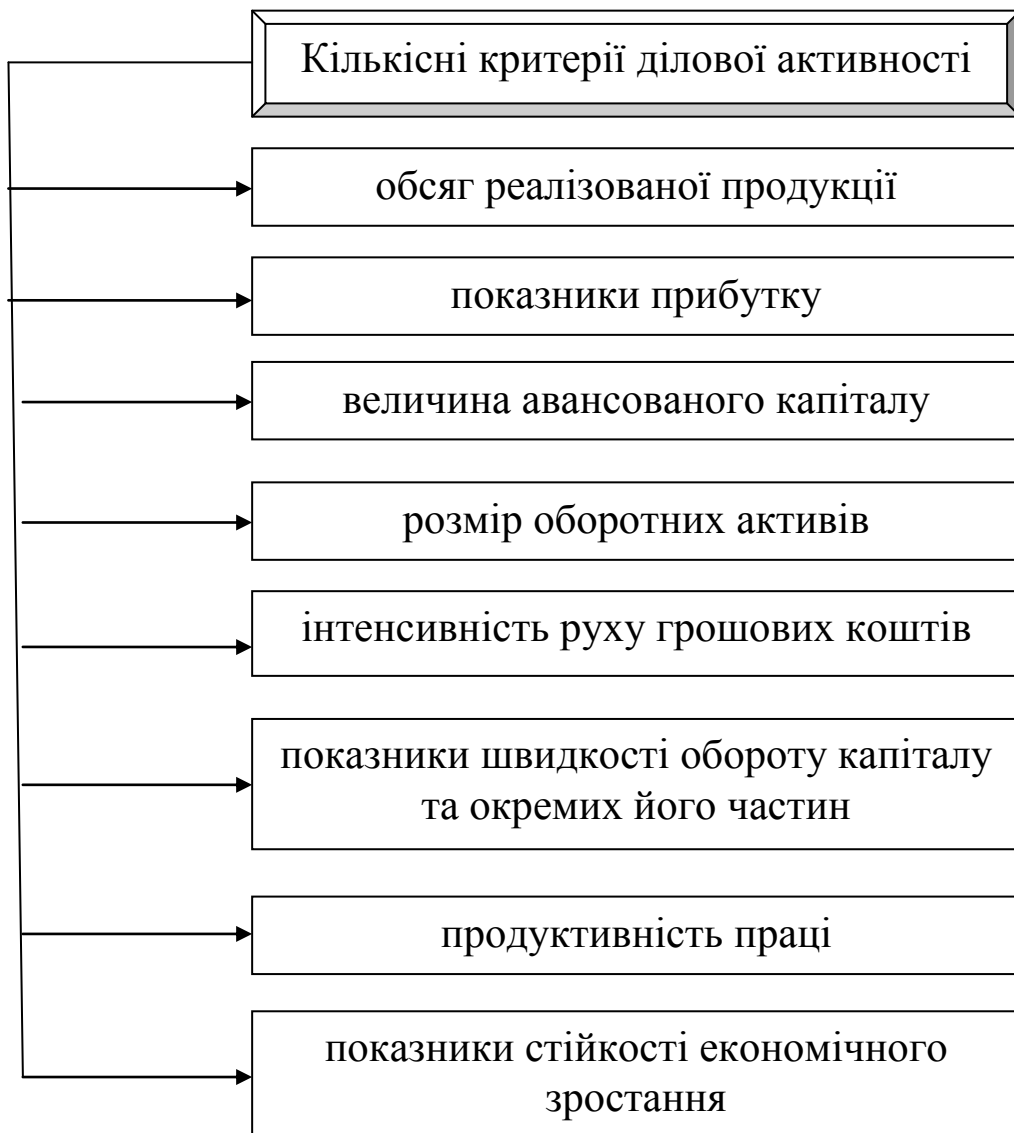 Кількісні критерії ділової активності
обсяг реалізованої продукції
показники прибутку
величина авансованого капіталу
розмір оборотних активів
інтенсивність руху грошових коштів
показники швидкості обороту капіталу
та окремих його частин
продуктивність праці
показники стійкості економічного
зростання